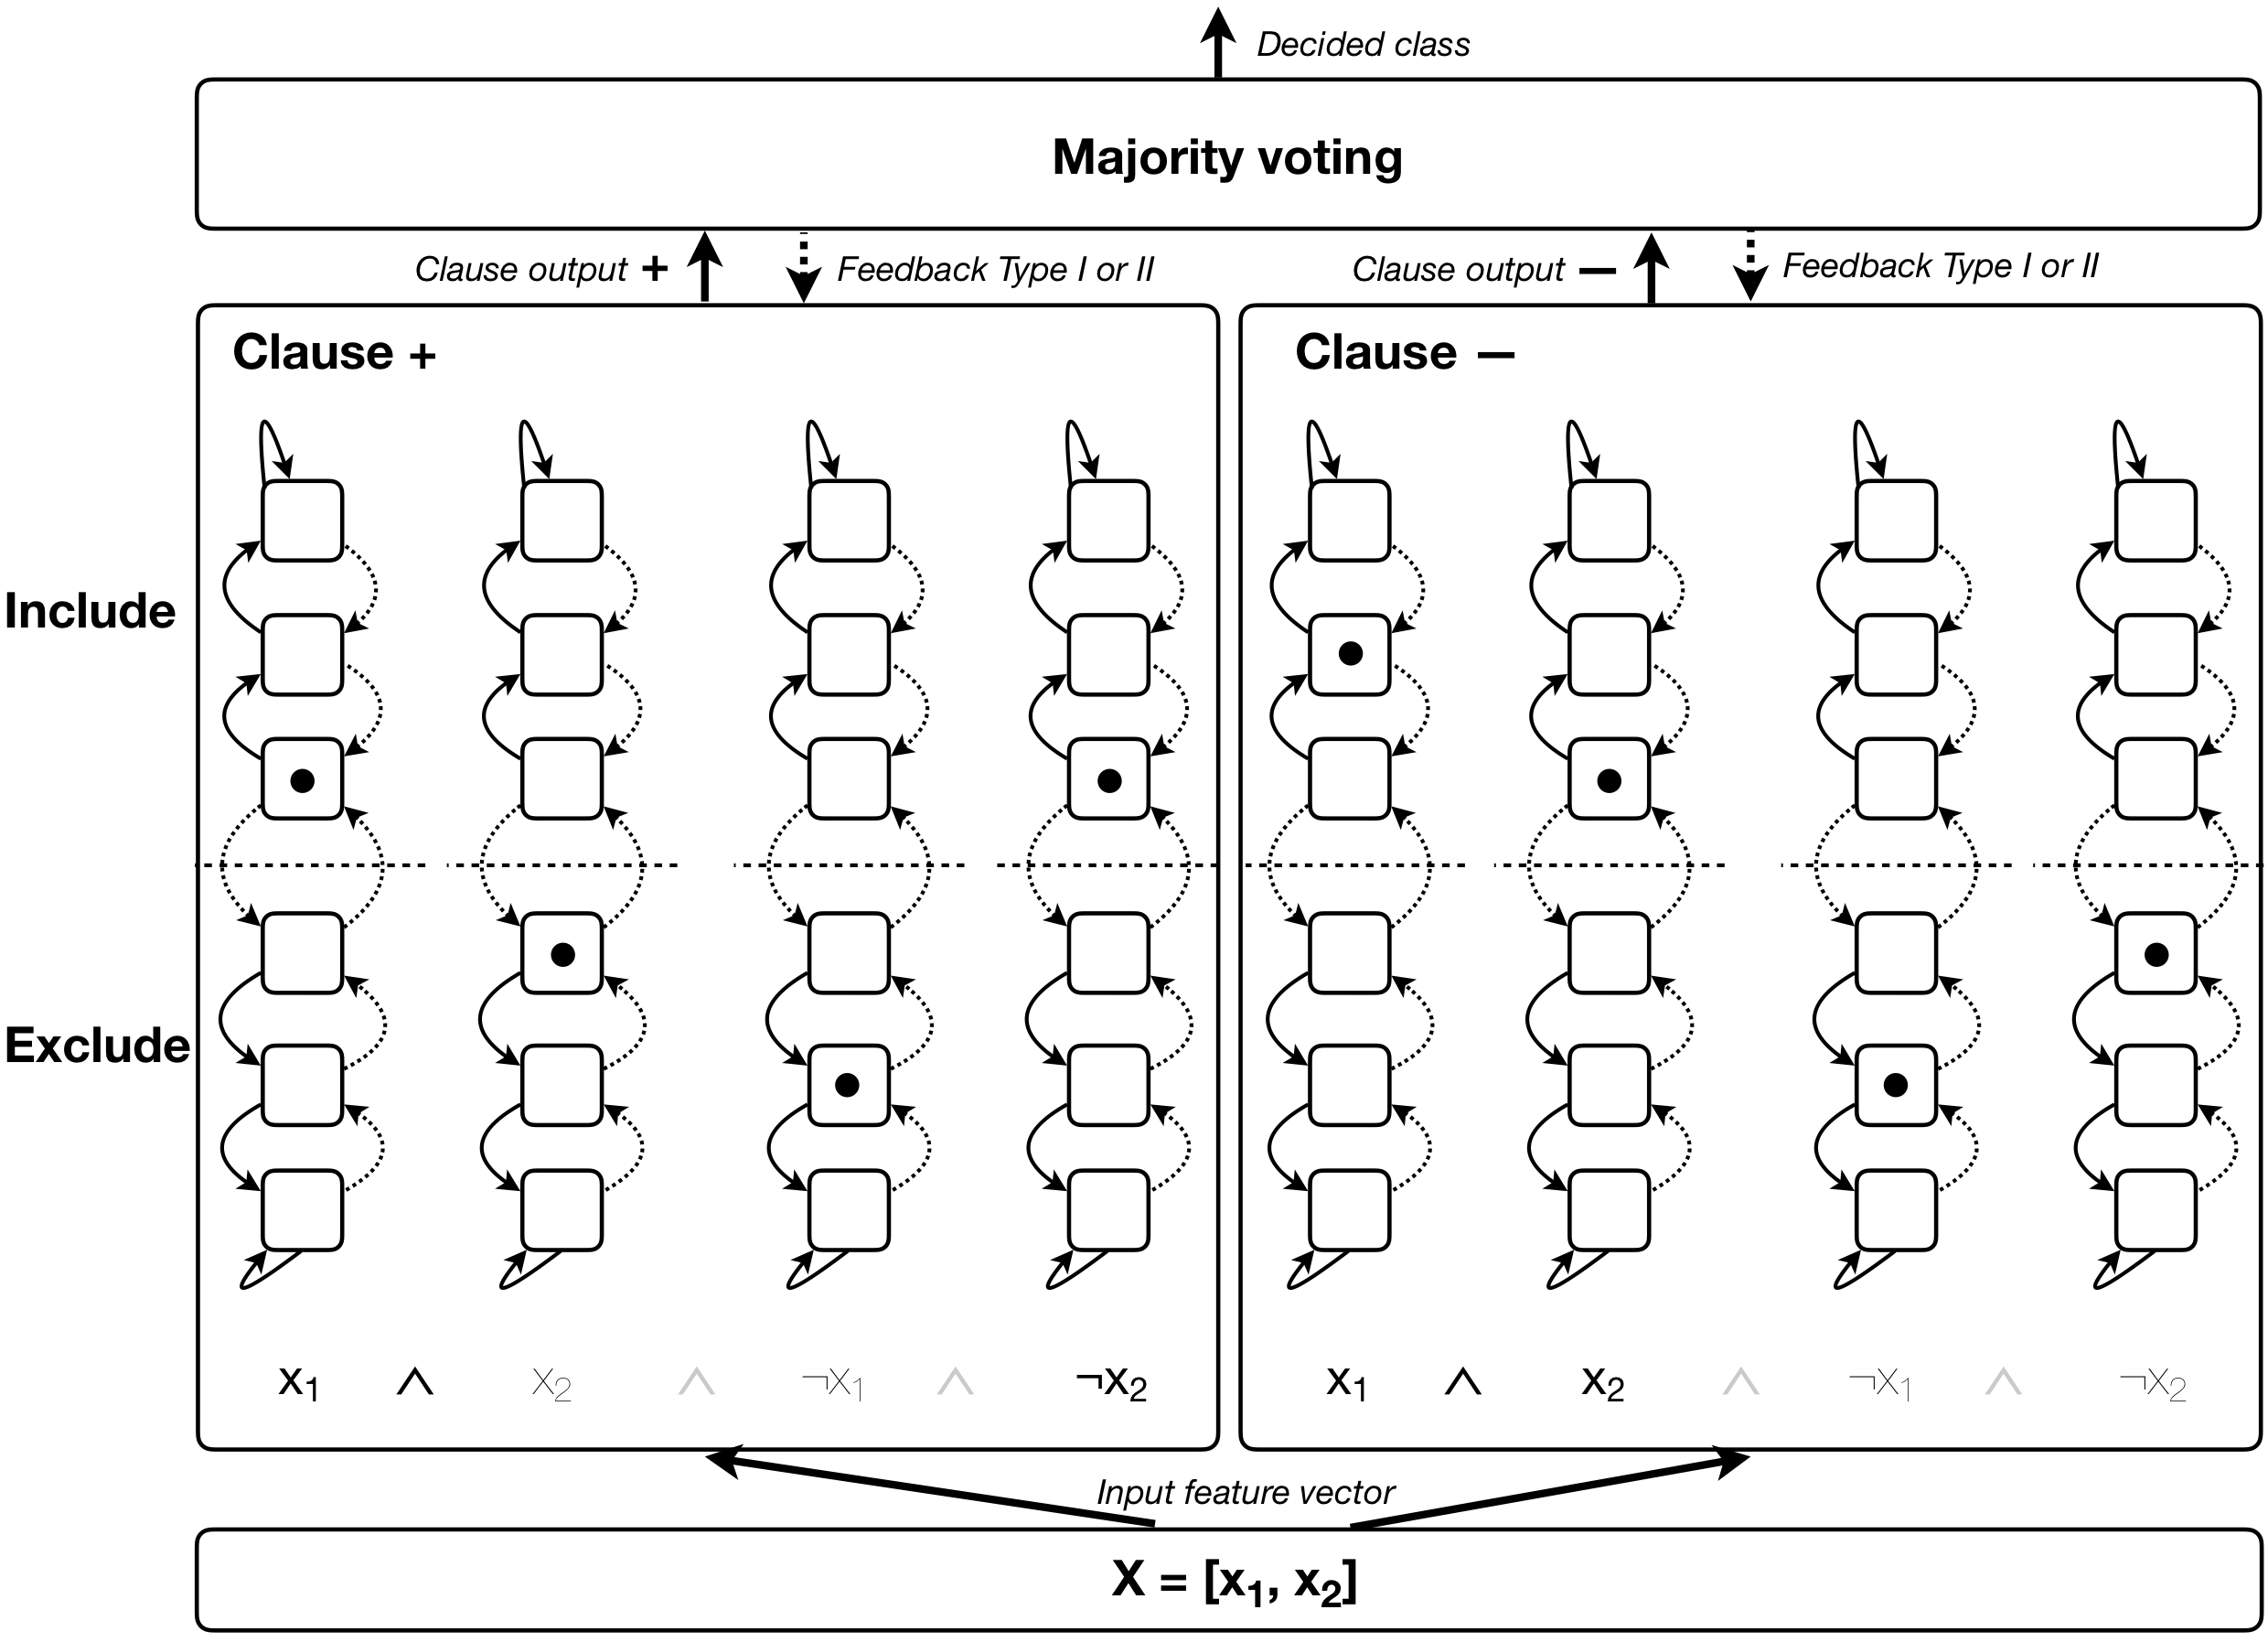 Decided class
Majority voting
Clause output +
Feedback Type I or II
Clause output −
Feedback Type I or II
Clause +
Clause −
Include
Exclude
x₁ ∧ x₂ ∧ ¬x₁ ∧ ¬x₂
x₁ ∧ x₂ ∧ ¬x₁ ∧ ¬x₂
Input feature vector
X = [x₁, x₂]